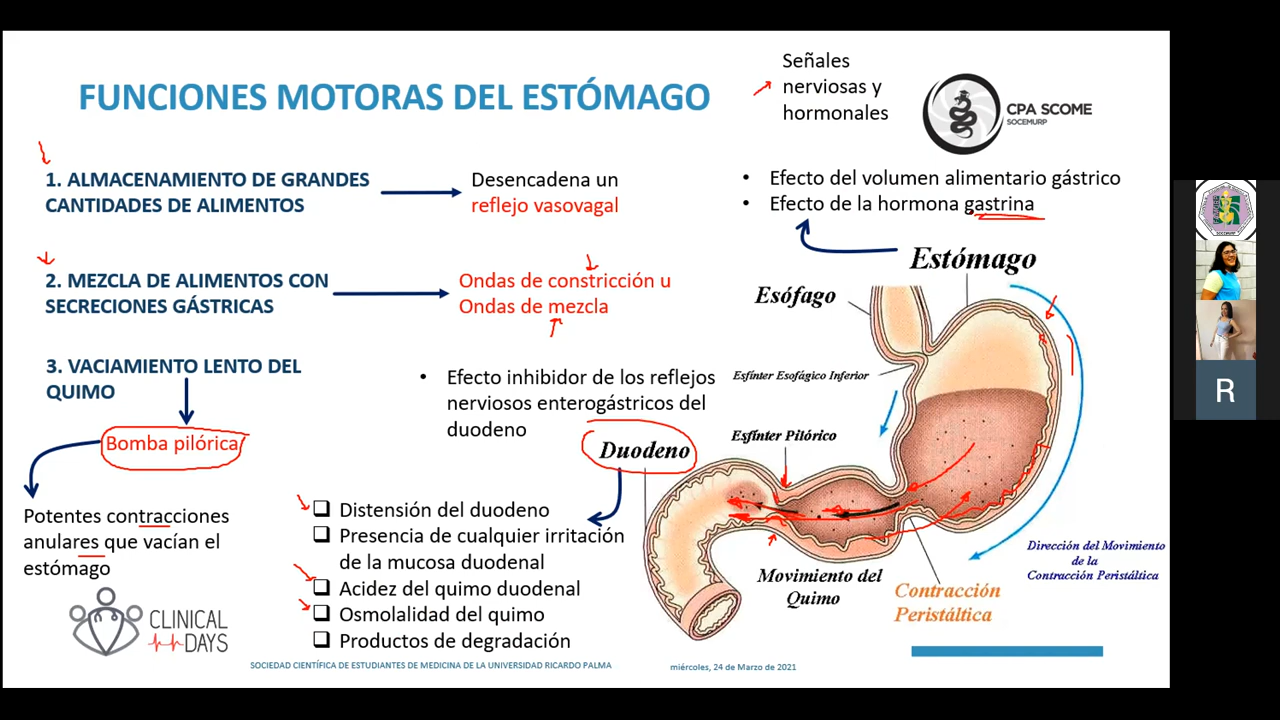 FUNCIONES MOTORAS DEL ESTÓMAGO
Señales
nerviosas y
hormonales
CPA SCOME
SOCEMURP
1. ALMACENAMIENTO DE GRANDES
CANTIDADES DE ALIMENTOS
Desencadena un
reflejo vasovagal
• Efecto del volumen alimentario gástrico
• Efecto de la hormona gastrina
2. MEZCLA DE ALIMENTOS CON
SECRECIONES GÁSTRICAS
Ondas de constricción u
Ondas de mezcla
Estómago
Esófago
Esfínter Esofágico Inferior
3. VACIAMIENTO LENTO DEL
QUIMO
• Efecto inhibidor de los reflejos
nerviosos enterogástricos del
duodeno
Bomba pilórica
Duodeno
Esfínter Pilórico
Potentes contracciones
anulares que vacían el
estómago
❑ Distensión del duodeno
❑ Presencia de cualquier irritación
de la mucosa duodenal
❑ Acidez del quimo duodenal
❑ Osmolalidad del quimo
❑ Productos de degradación
Movimiento del
Quimo
Contracción
Peristáltica
Dirección del Movimiento
de la
Contracción Peristáltica
CLINICAL
DAYS
SOCIEDAD CIENTÍFICA DE ESTUDIANTES DE MEDICINA DE LA UNIVERSIDAD RICARDO PALMA
miércoles, 24 de Marzo de 2021
R